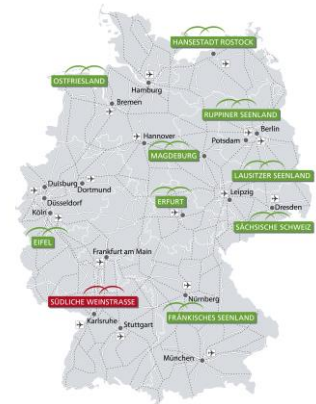 HANSESTADT ROSTOCK
OSTFRIESLAND
Hamburg
Bremen
RUPPINER SEENLAND
Berlin
Hannover
Potsdam
MAGDEBURG
LAUSITZER SEENLAND
Duisburg
Dortmund
Leipzig
Düsseldorf
ERFURT
Dresden
Köln
SÄCHSISCHE SCHWEIZ
EIFEL
Frankfurt am Main
SÜDLICHE WEINSTRASSE
Nürnberg
FRÄNKISCHES SEENLAND
Karlsruhe
Stuttgart
München